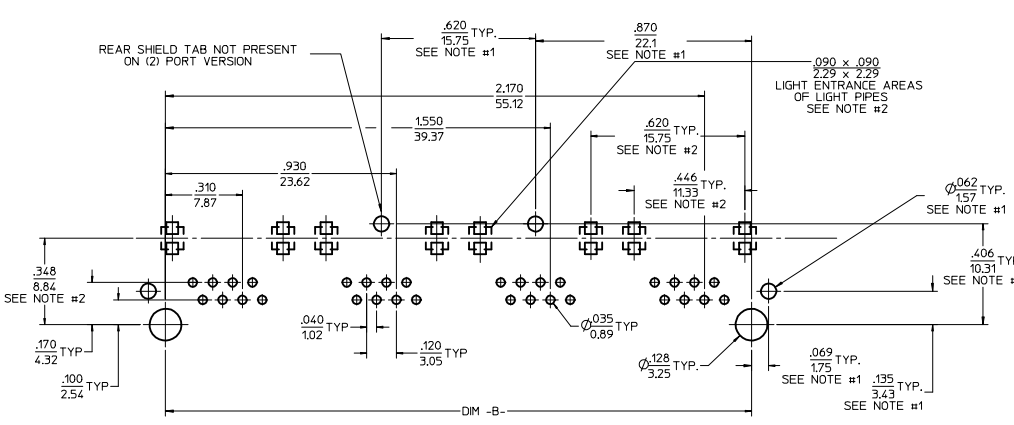 .620
15.75 TYP.
SEE NOTE #1
.870
22.1
SEE NOTE #1
REAR SHIELD TAB NOT PRESENT
ON (2) PORT VERSION
.090 x .090
2.29 x 2.29
LIGHT ENTRANCE AREAS
OF LIGHT PIPES
SEE NOTE #2
2.170
55.12
1.550
39.37
.620
15.75 TYP.
SEE NOTE #2
.930
23.62
.310
7.87
.446
11.33 TYP.
SEE NOTE #2
Ø.062
1.57 TYP.
SEE NOTE #1
.348
8.84
SEE NOTE #2
.406
10.31 TYP
SEE NOTE #
.040
1.02 TYP
Ø.035
0.89 TYP
.170
4.32 TYP
.120
3.05 TYP
Ø.128
3.25 TYP.
.069
1.75 TYP.
SEE NOTE #1
.100
2.54 TYP
.135
3.43 TYP.
SEE NOTE #1
DIM -B-